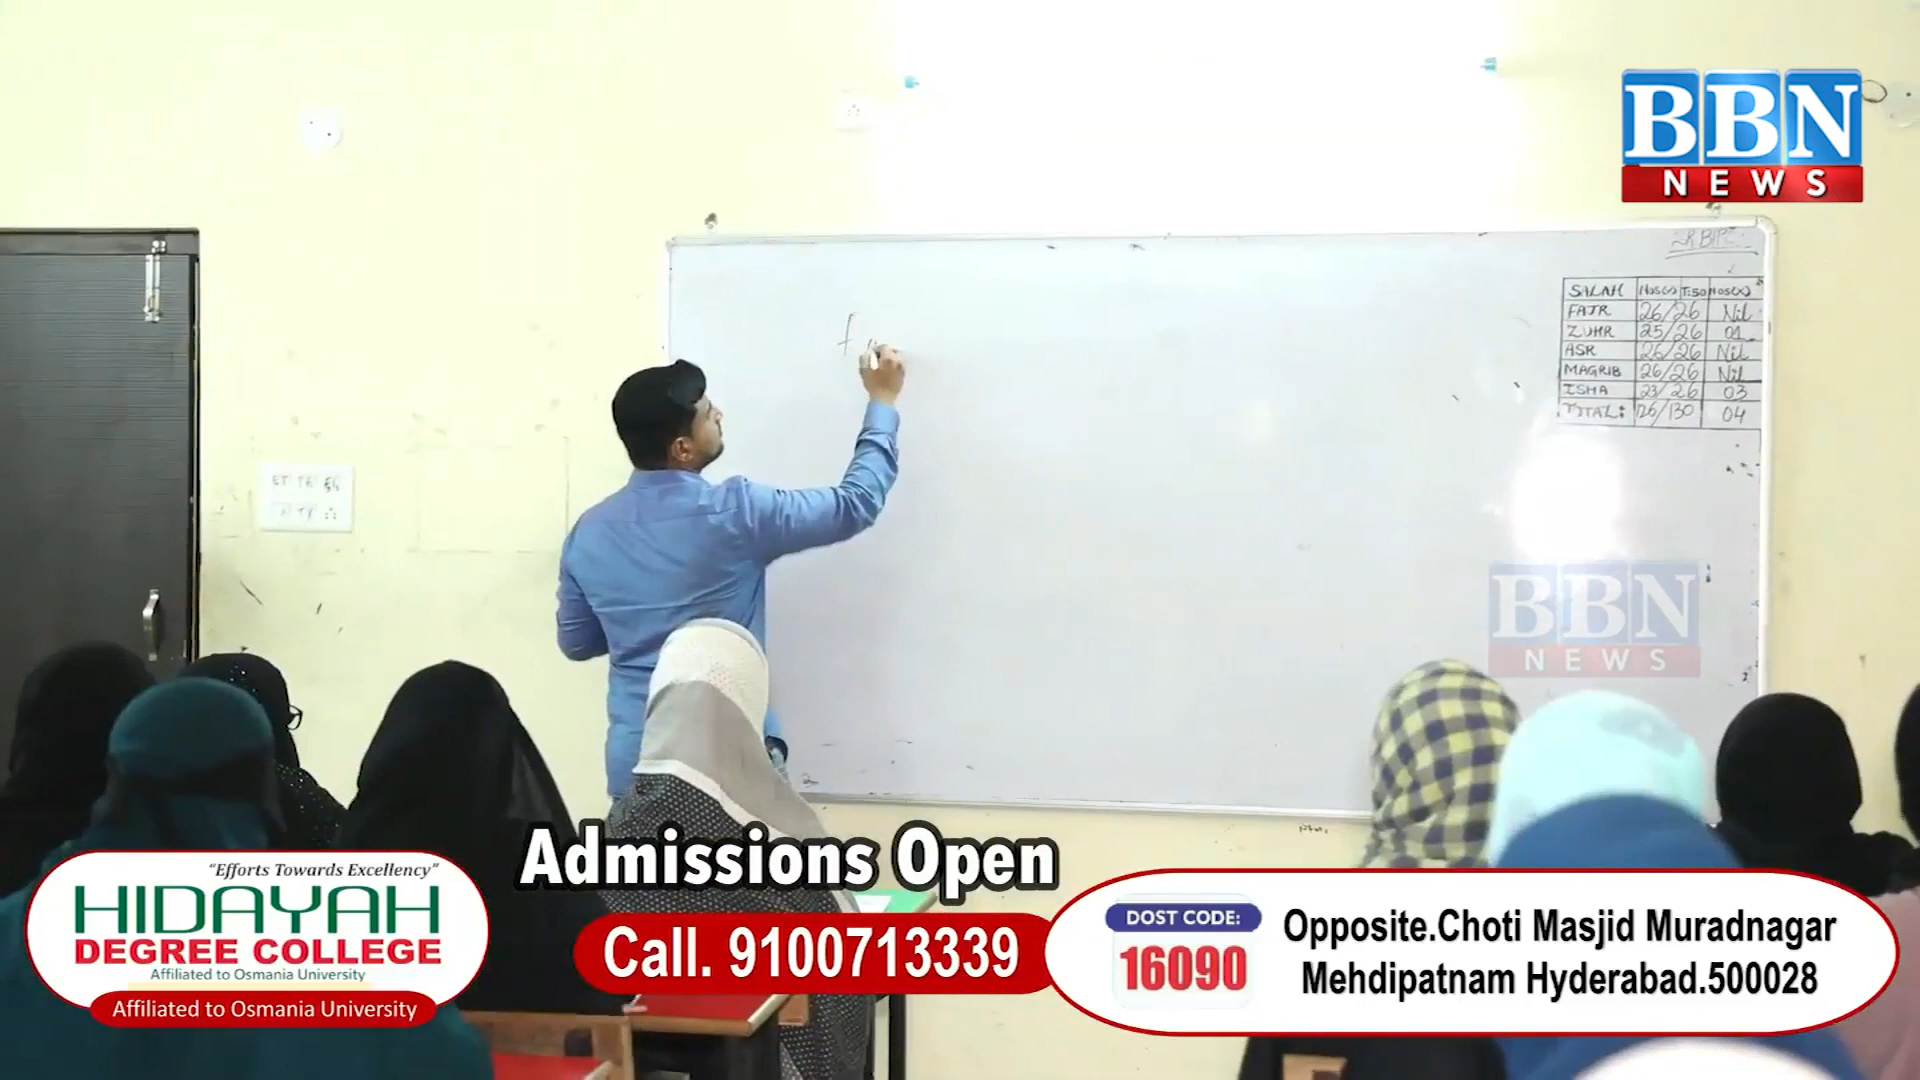 BBN
NEWS
SALAH
FAJR 26/26 Nil
ZUHR 25/26 01
ASR 26/26 Nil
MAGRIB 26/26 Nil
ISHA 23/26 03
TOTAL: 126/130 04
BBN
NEWS
Admissions Open
Call. 9100713339
"Efforts Towards Excellency"
HIDAYAH
DEGREE COLLEGE
Affiliated to Osmania University
Affiliated to Osmania University
DOST CODE:
16090
Opposite.Choti Masjid Muradnagar
Mehdipatnam Hyderabad.500028